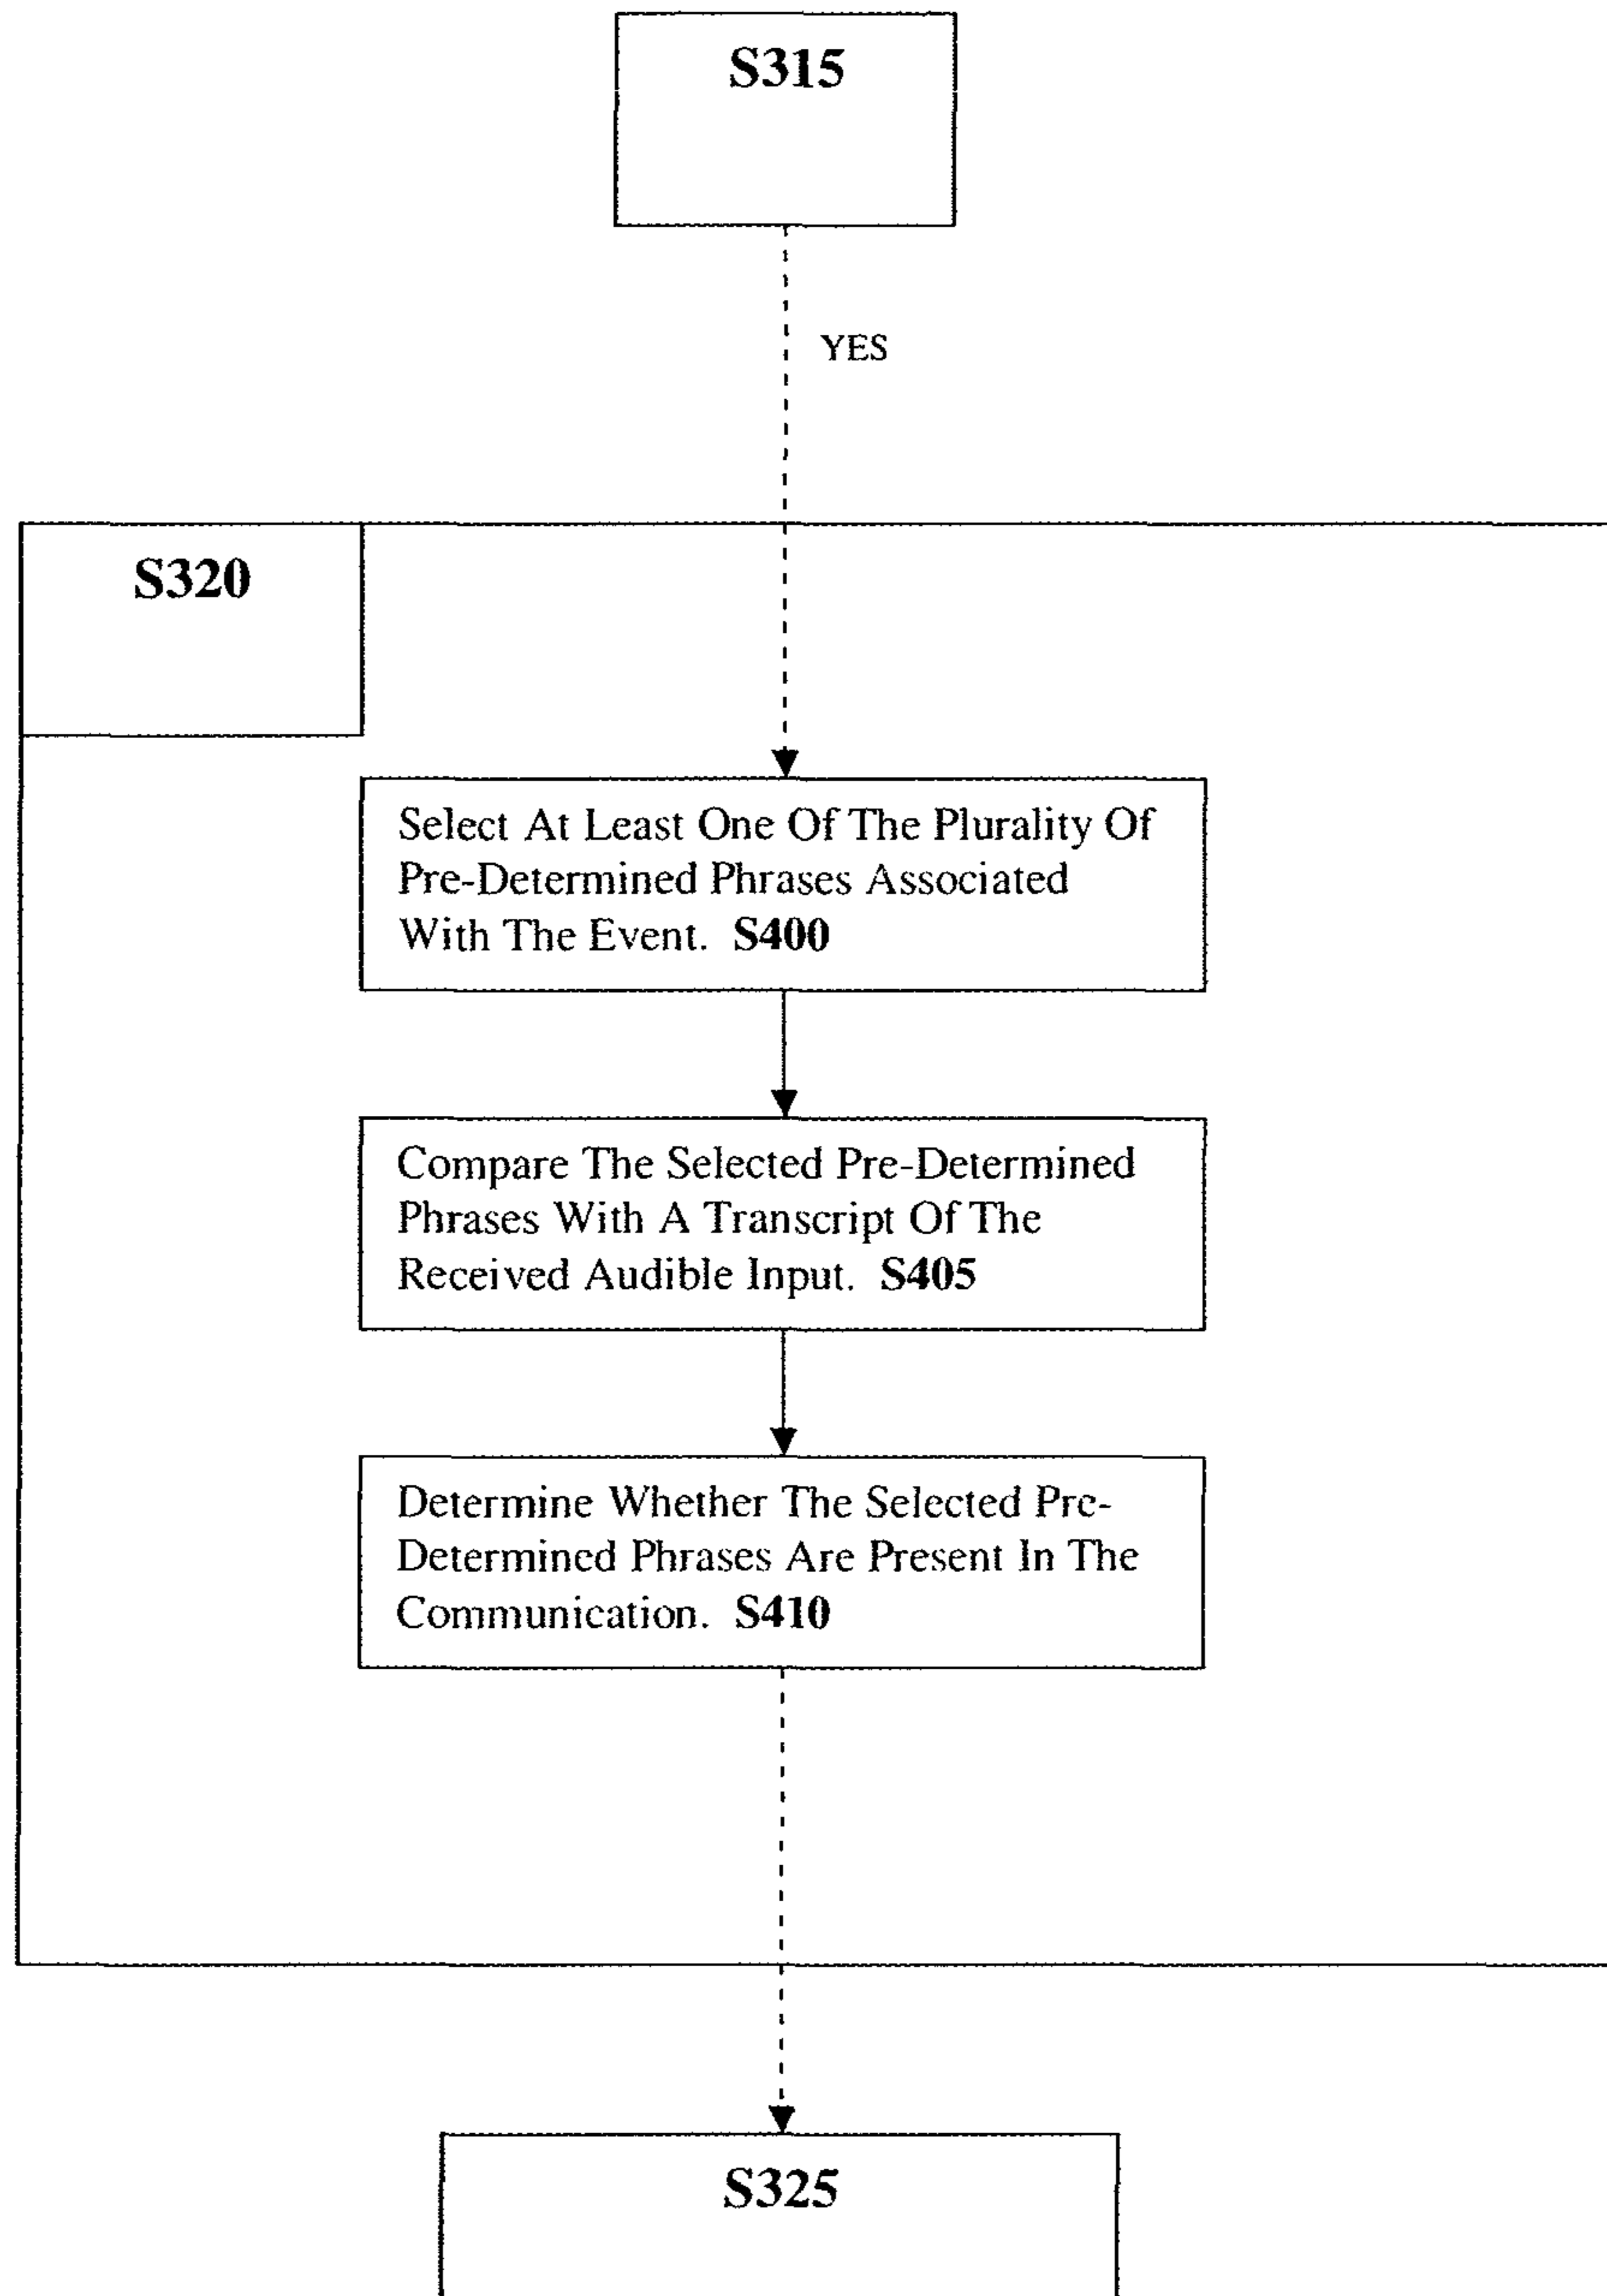 S315
YES
S320
Select At Least One Of The Plurality Of
Pre-Determined Phrases Associated
With The Event. S400
Compare The Selected Pre-Determined
Phrases With A Transcript Of The
Received Audible Input. S405
Determine Whether The Selected Pre-
Determined Phrases Are Present In The
Communication. S410
S325